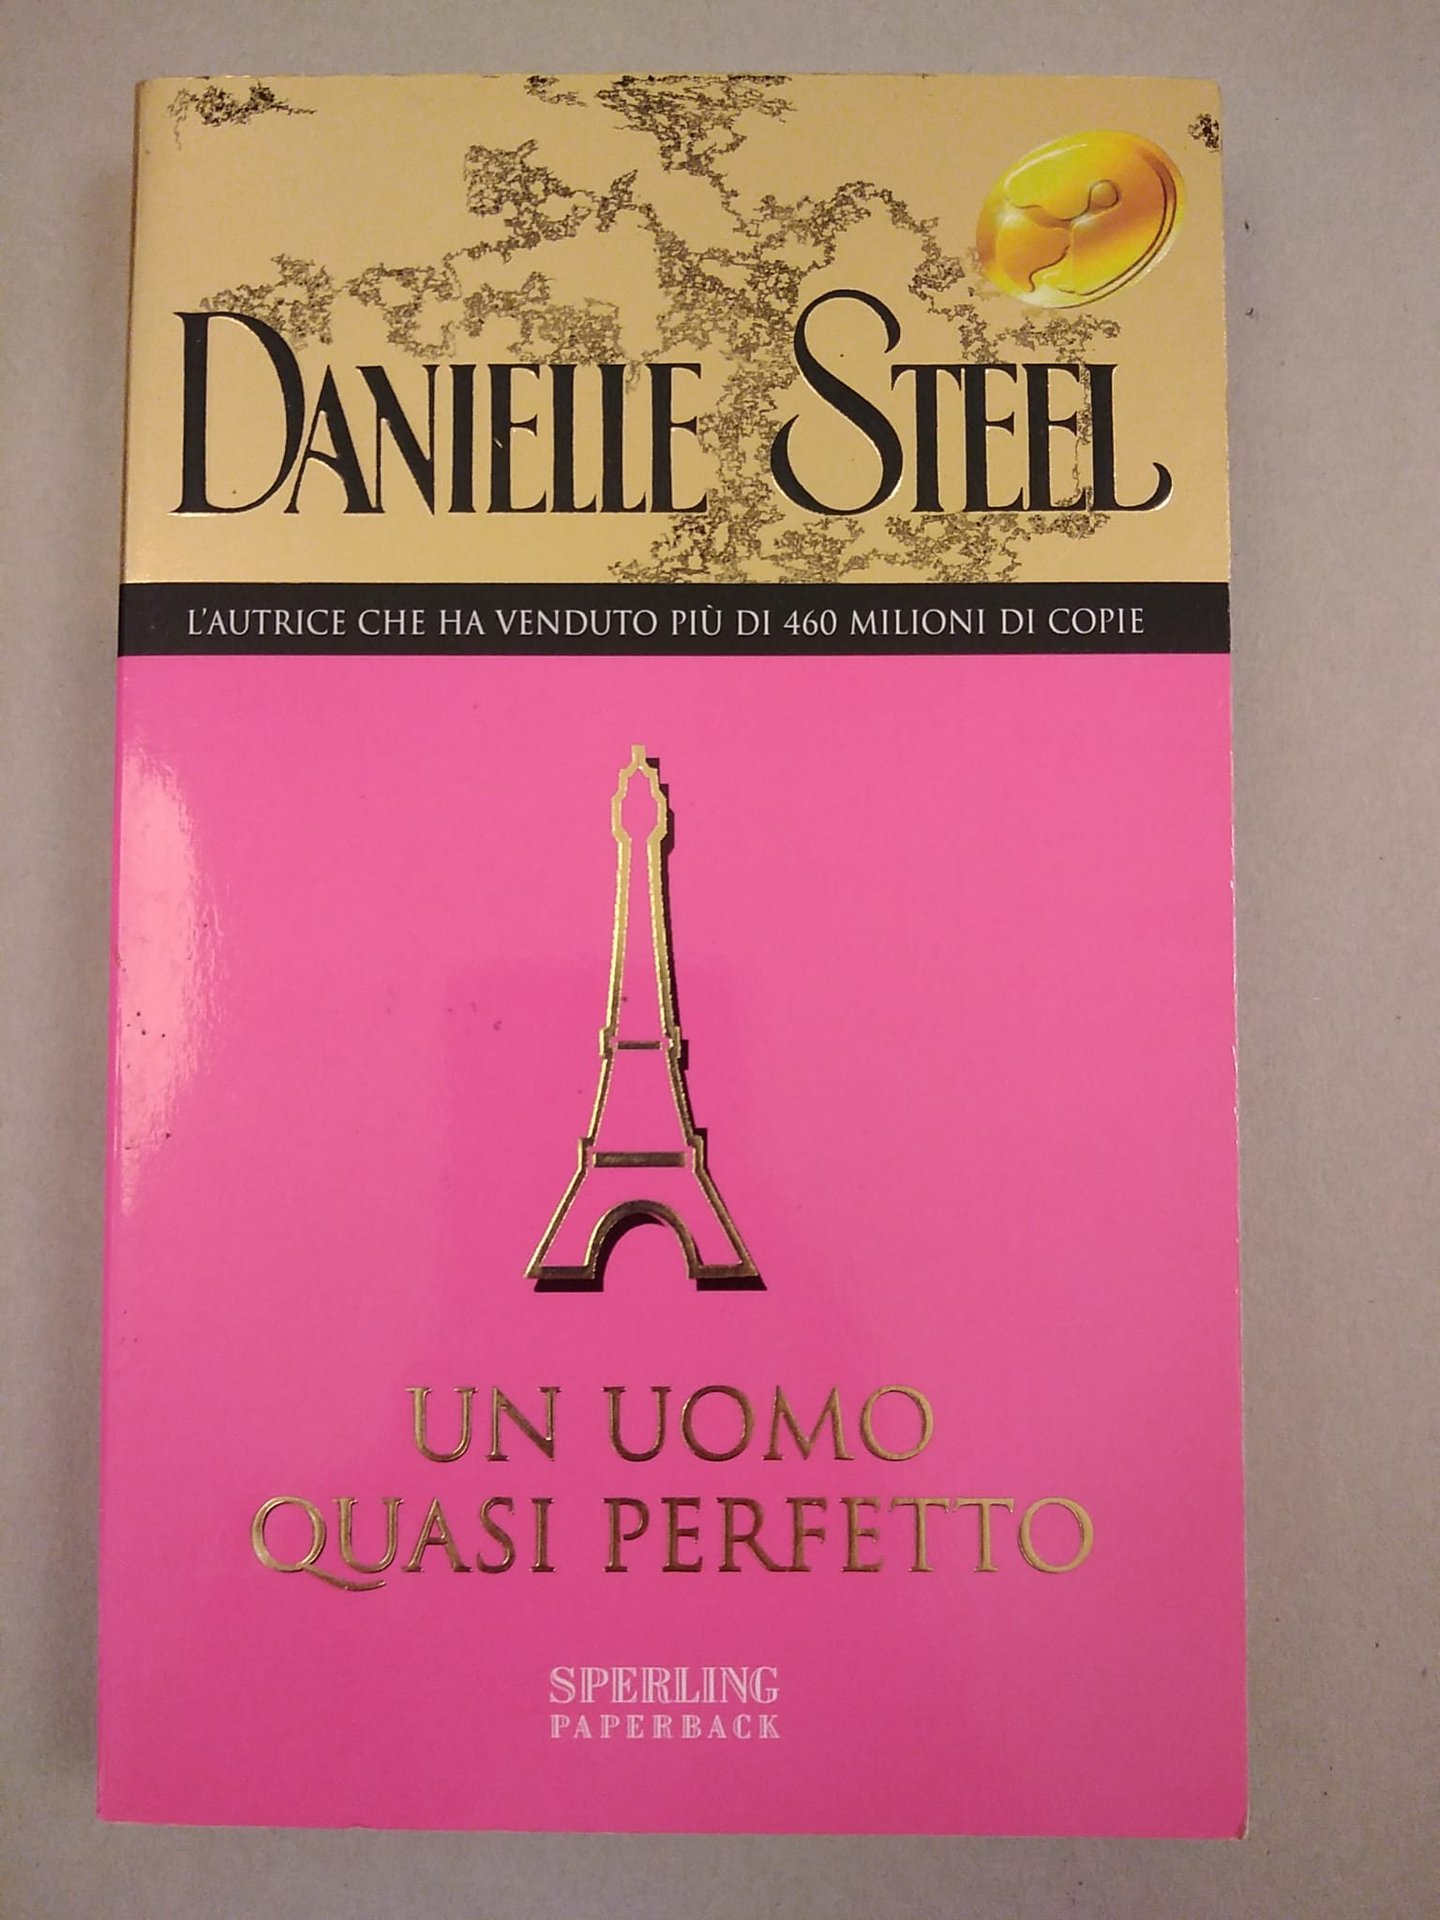 DANIELLE STEEL
L'AUTRICE CHE HA VENDUTO PIÙ DI 460 MILIONI DI COPIE
UN UOMO
QUASI PERFETTO
SPERLING
PAPERBACK